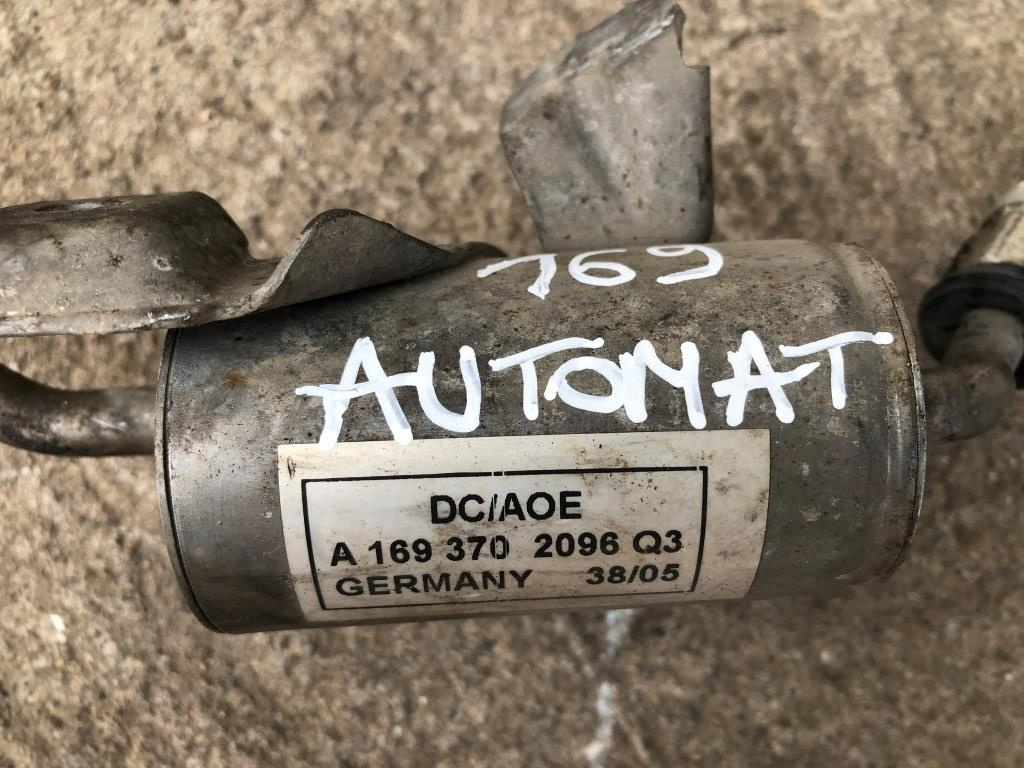 169
AUTOMAT
DC/AOE
A 169 370 2096 Q3
GERMANY 38/05